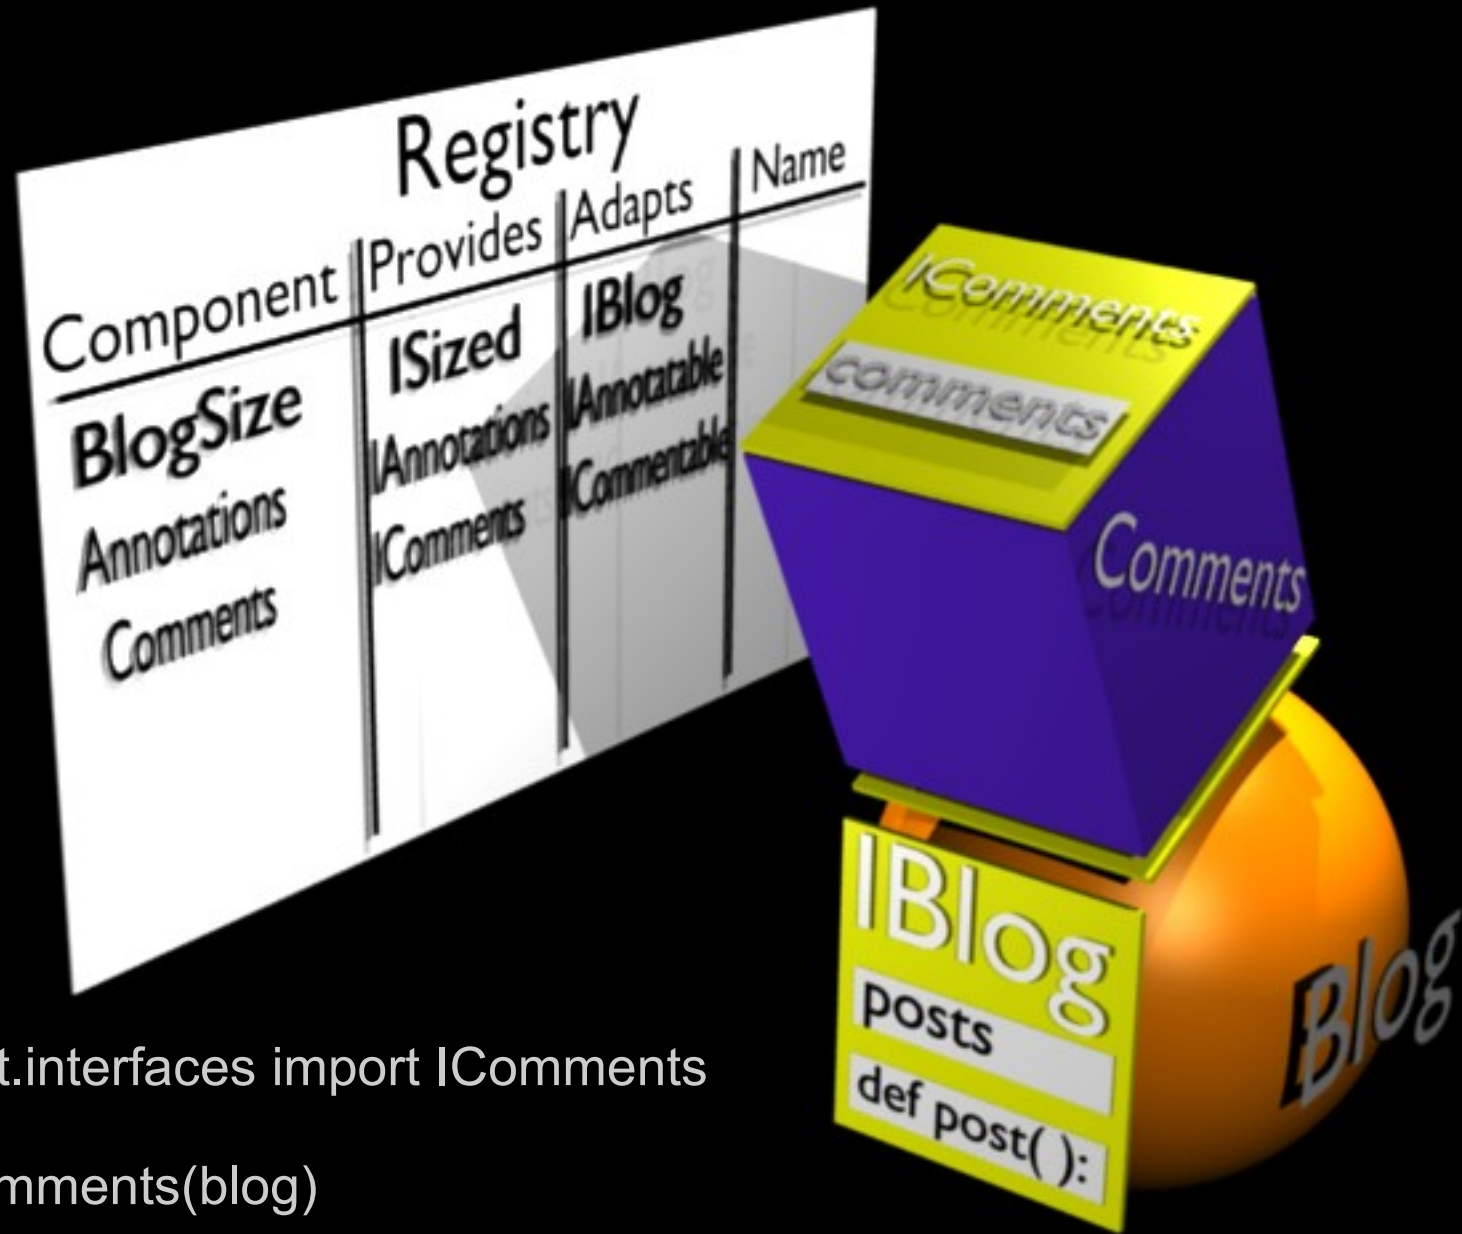 Registry
Component Provides Adapts Name
BlogSize ISized IBlog
Annotations IAnnotations IAnnotatable
Comments IComments ICommentable
IComments
comments
Comments
IBlog
posts
def post( ):
Blog
t.interfaces import IComments
mments(blog)